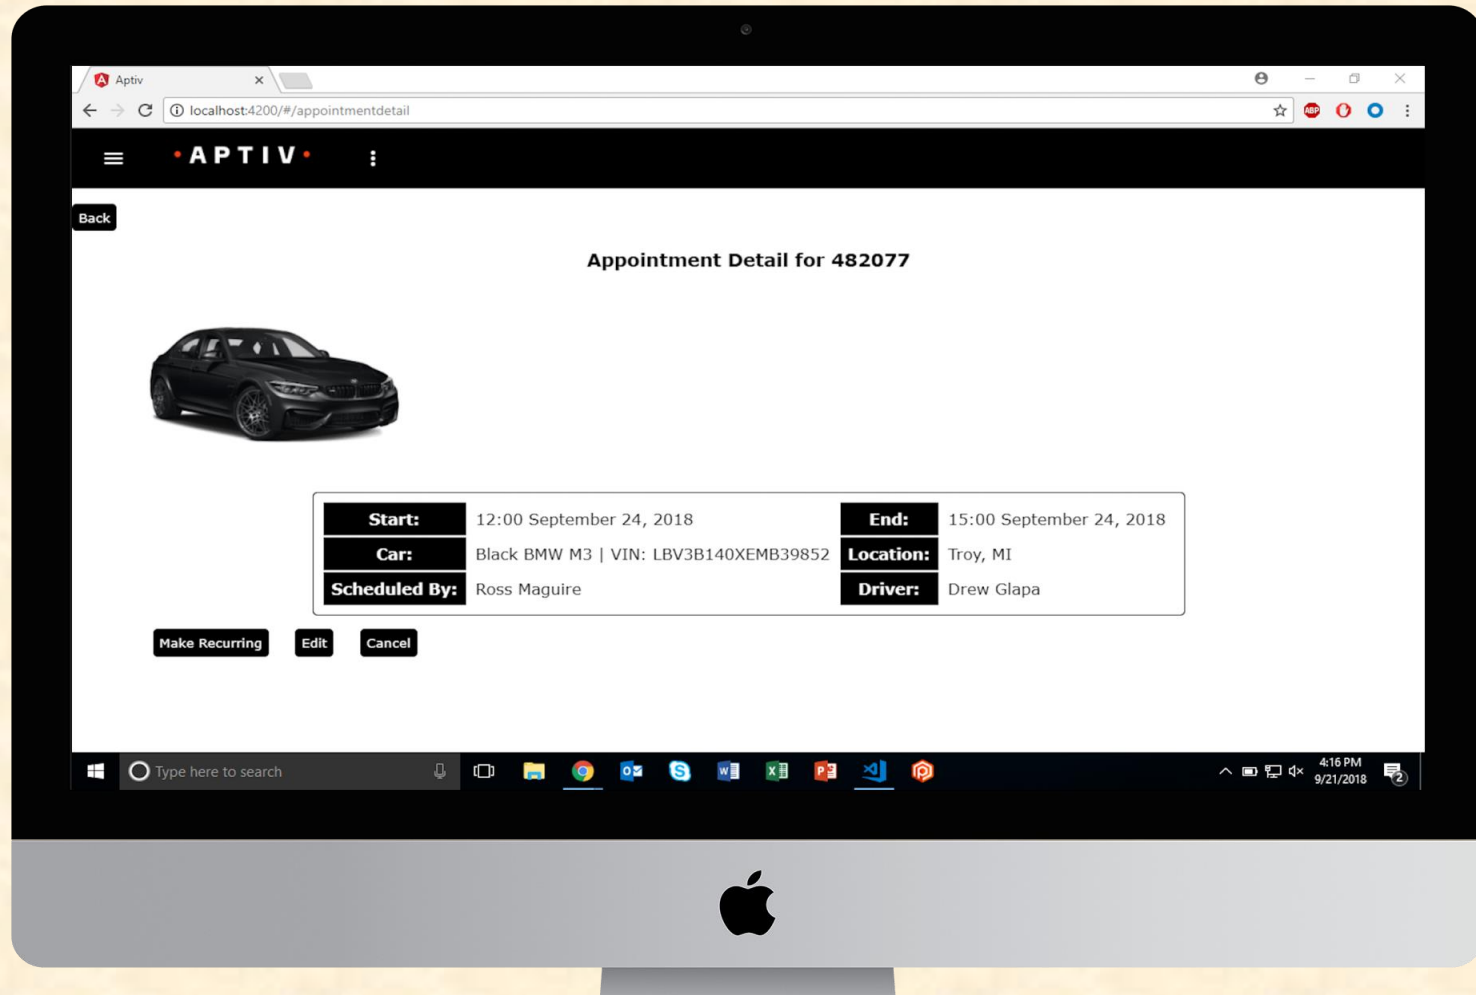 Aptiv
localhost:4200/#/appointmentdetail
ABP
APTIV
Back
Appointment Detail for 482077
Start: 12:00 September 24, 2018 End: 15:00 September 24, 2018
Car: Black BMW M3 | VIN: LBV3B140XEMB39852 Location: Troy, MI
Scheduled By: Ross Maguire Driver: Drew Glapa
Make Recurring Edit Cancel
Type here to search
4:16 PM
9/21/2018
2